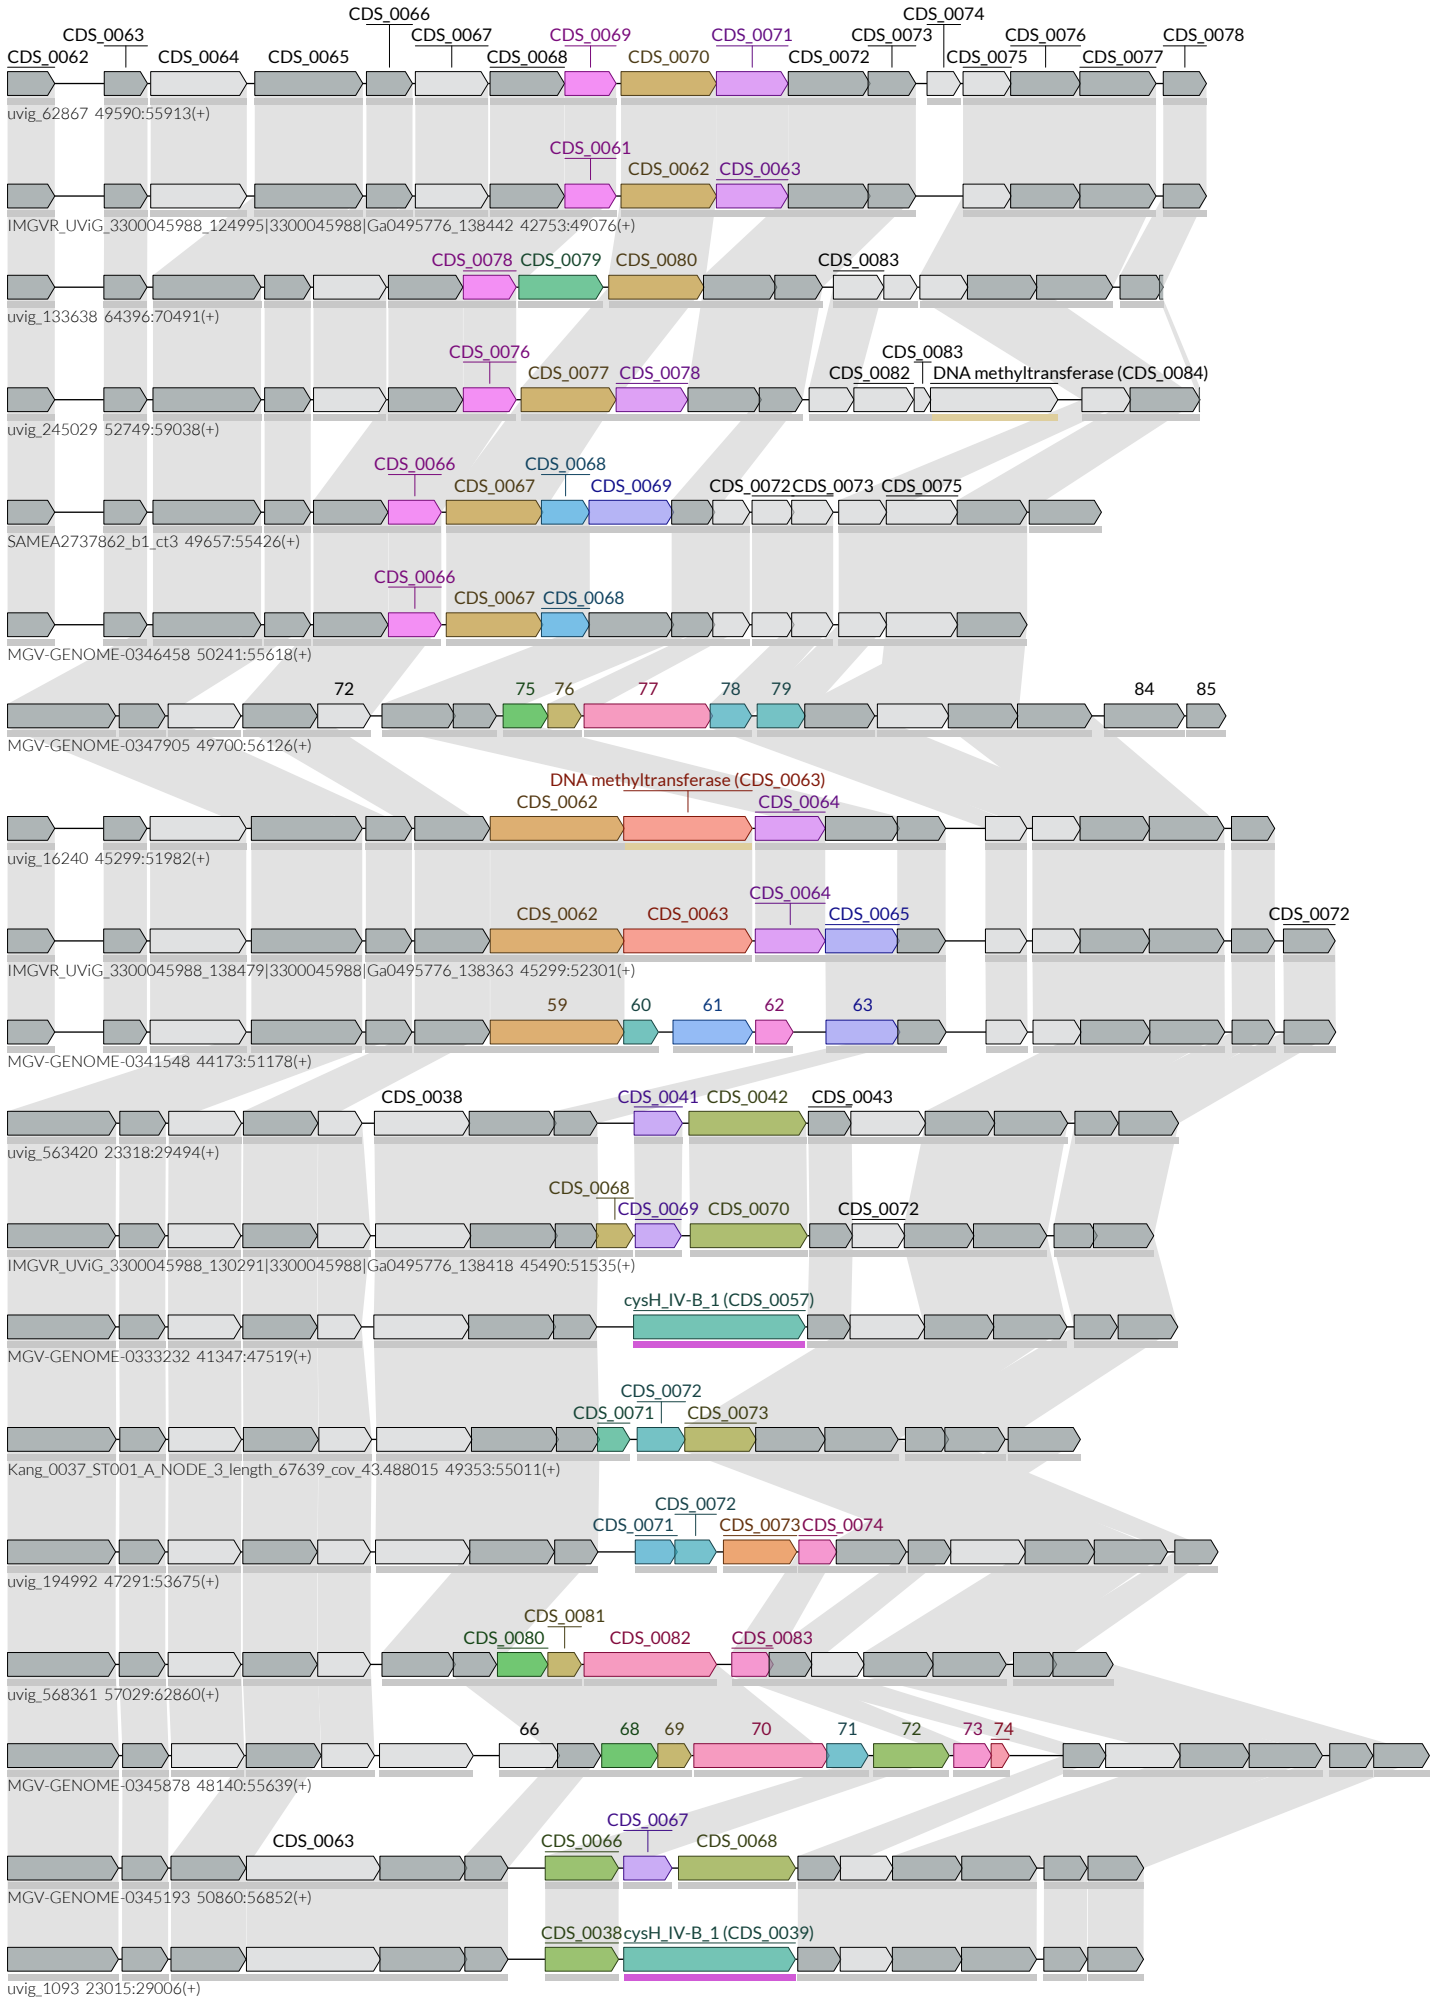 CDS_0066 CDS_0074
CDS_0063 CDS_0067 CDS_0069 CDS_0071 CDS_0073 CDS_0076 CDS_0078
CDS_0062 CDS_0064 CDS_0065 CDS_0068 CDS_0070 CDS_0072 CDS_0075 CDS_0077
uvig_62867 49590:55913(+)
CDS_0061
CDS_0062 CDS_0063
IMGVR_UViG_3300045988_124995|3300045988|Ga0495776_138442 42753:49076(+)
CDS_0078 CDS_0079 CDS_0080 CDS_0083
uvig_133638 64396:70491(+)
CDS_0076 CDS_0083
CDS_0077 CDS_0078 CDS_0082 DNA methyltransferase (CDS_0084)
uvig_245029 52749:59038(+)
CDS_0066 CDS_0068
CDS_0067 CDS_0069 CDS_0072 CDS_0073 CDS_0075
SAMEA2737862_b1_ct3 49657:55426(+)
CDS_0066
CDS_0067 CDS_0068
MGV-GENOME-0346458 50241:55618(+)
72 75 76 77 78 79 84 85
MGV-GENOME-0347905 49700:56126(+)
DNA methyltransferase (CDS_0063)
CDS_0062 CDS_0064
uvig_16240 45299:51982(+)
CDS_0064
CDS_0062 CDS_0063 CDS_0065 CDS_0072
IMGVR_UViG_3300045988_138479|3300045988|Ga0495776_138363 45299:52301(+)
59 60 61 62 63
MGV-GENOME-0341548 44173:51178(+)
CDS_0038 CDS_0041 CDS_0042 CDS_0043
uvig_563420 23318:29494(+)
CDS_0068
CDS_0069 CDS_0070 CDS_0072
IMGVR_UViG_3300045988_130291|3300045988|Ga0495776_138418 45490:51535(+)
cysH_IV-B_1 (CDS_0057)
MGV-GENOME-0333232 41347:47519(+)
CDS_0072
CDS_0071 CDS_0073
Kang_0037_ST001_A_NODE_3_length_67639_cov_43.488015 49353:55011(+)
CDS_0072
CDS_0071 CDS_0073 CDS_0074
uvig_194992 47291:53675(+)
CDS_0081
CDS_0080 CDS_0082 CDS_0083
uvig_568361 57029:62860(+)
66 68 69 70 71 72 73 74
MGV-GENOME-0345878 48140:55639(+)
CDS_0067
CDS_0063 CDS_0066 CDS_0068
MGV-GENOME-0345193 50860:56852(+)
CDS_0038 cysH_IV-B_1 (CDS_0039)
uvig_1093 23015:29006(+)